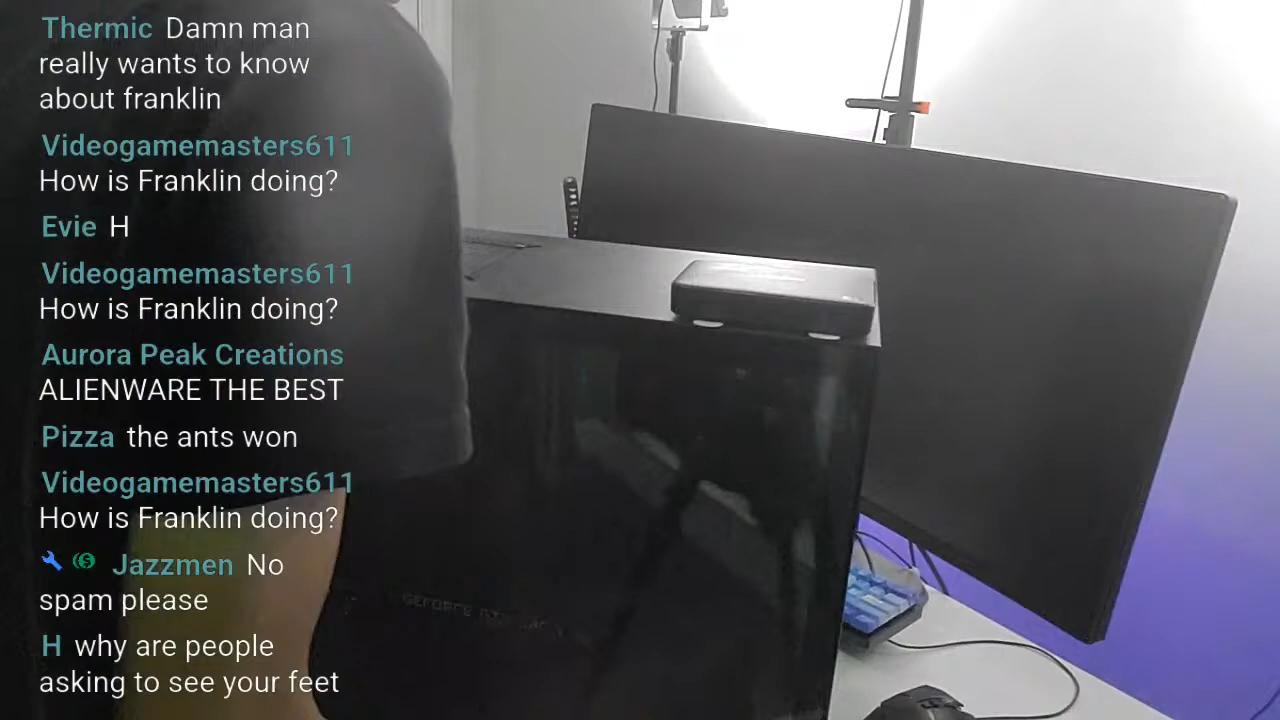 Thermic Damn man
really wants to know
about franklin
Videogamemasters611
How is Franklin doing?
Evie H
Videogamemasters611
How is Franklin doing?
Aurora Peak Creations
ALIENWARE THE BEST
Pizza the ants won
Videogamemasters611
How is Franklin doing?
Jazzmen No
spam please
H why are people
asking to see your feet
GEFORCE RTX